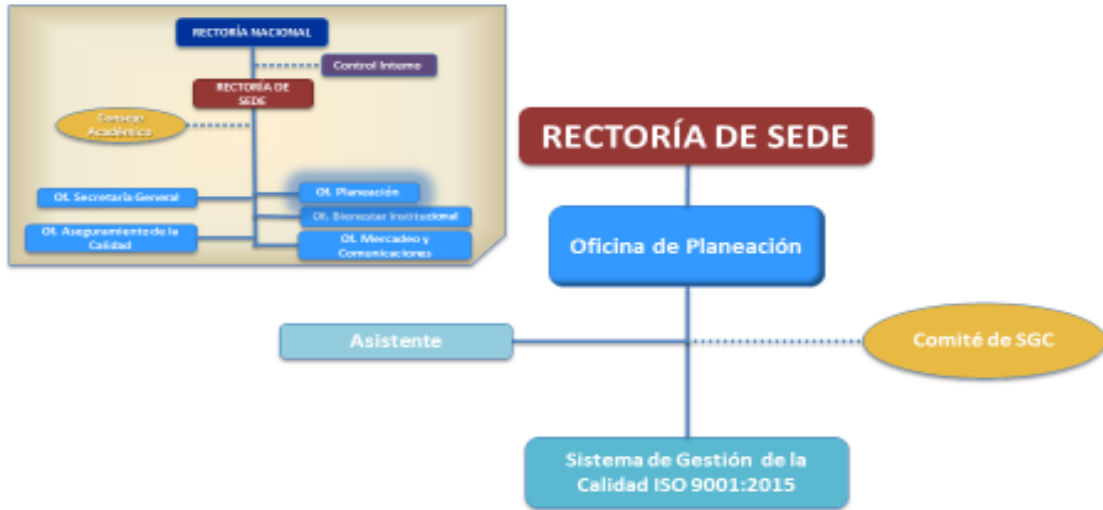 RECTORÍA NACIONAL
Control Interno
RECTORÍA DE
SEDE
Consejo
Académico
Of. Secretaría General
Of. Planeación
Of. Bienestar Institucional
Of. Aseguramiento de la
Calidad
Of. Mercadeo y
Comunicaciones
RECTORÍA DE SEDE
Oficina de Planeación
Asistente
Comité de SGC
Sistema de Gestión de la
Calidad ISO 9001:2015